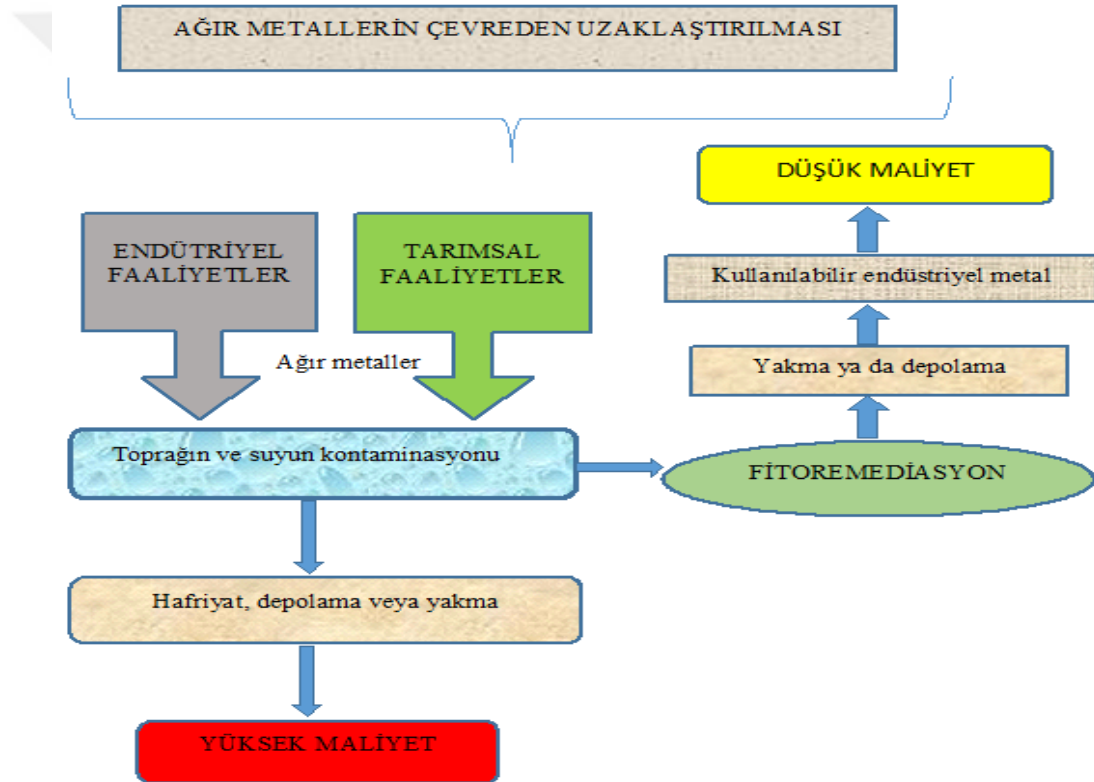 AĞIR METALLERİN ÇEVREDEN UZAKLAŞTIRILMASI
DÜŞÜK MALİYET
ENDÜTRİYEL
FAALİYETLER
TARIMSAL
FAALİYETLER
Kullanılabilir endüstriyel metal
Ağır metaller
Yakma ya da depolama
Toprağın ve suyun kontaminasyonu
FİTOREMEDİASYON
Hafriyat, depolama veya yakma
YÜKSEK MALİYET